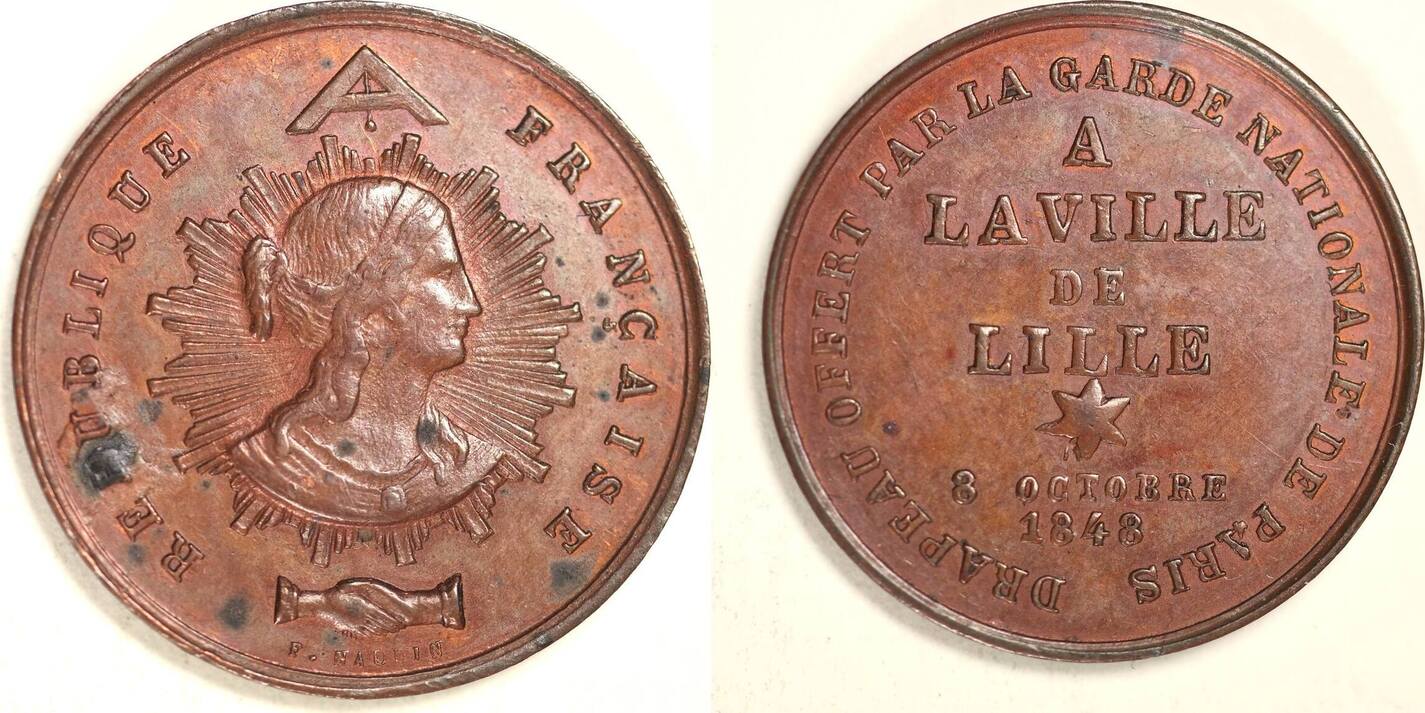 REPUBLIQUE FRANÇAISE
DRAPEAU OFFERT PAR LA GARDE NATIONALE DE PARIS
A
LA VILLE
DE
LILLE
8 OCTOBRE
1848